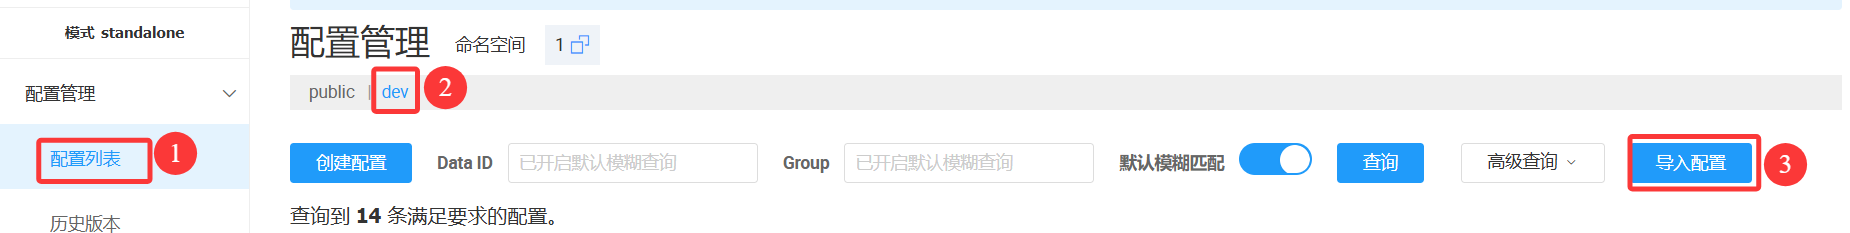 模式 standalone
配置管理 命名空间 1
配置管理
public | dev 2
配置列表 1
创建配置 Data ID 已开启默认模糊查询 Group 已开启默认模糊查询 默认模糊匹配 查询 高级查询 导入配置 3
查询到 14 条满足要求的配置。
历史版本